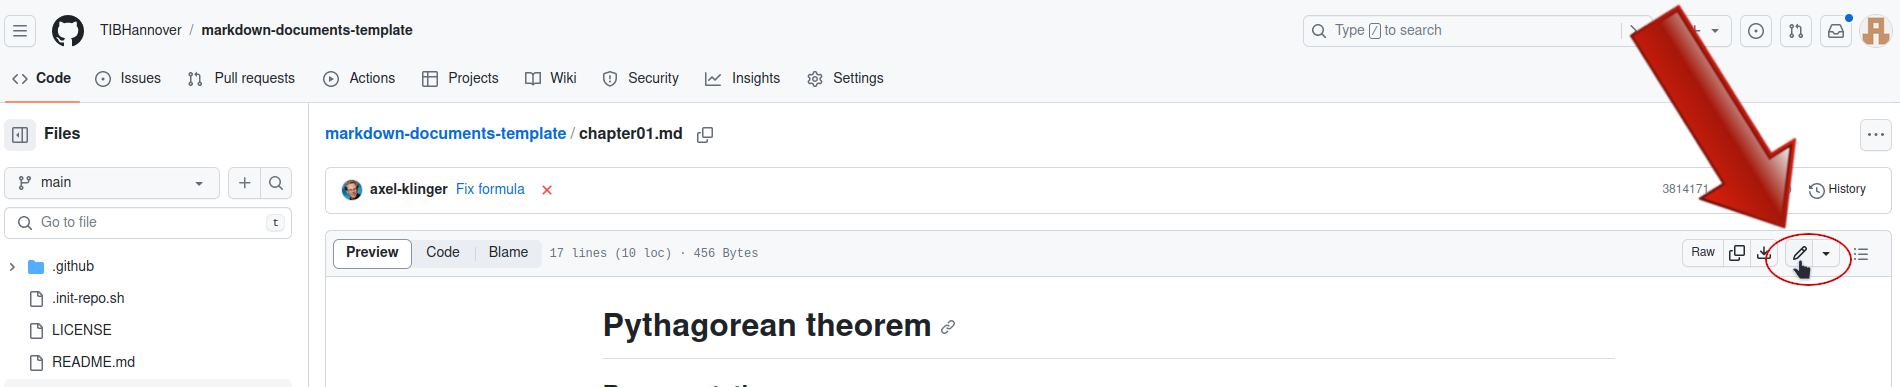 TIBHannover / markdown-documents-template
Type / to search
Code
Issues
Pull requests
Actions
Projects
Wiki
Security
Insights
Settings
Files
markdown-documents-template / chapter01.md
main
axel-klinger Fix formula
3814171
History
Go to file t
Preview Code Blame 17 lines (10 loc) · 456 Bytes
Raw
.github
.init-repo.sh
LICENSE
README.md
Pythagorean theorem